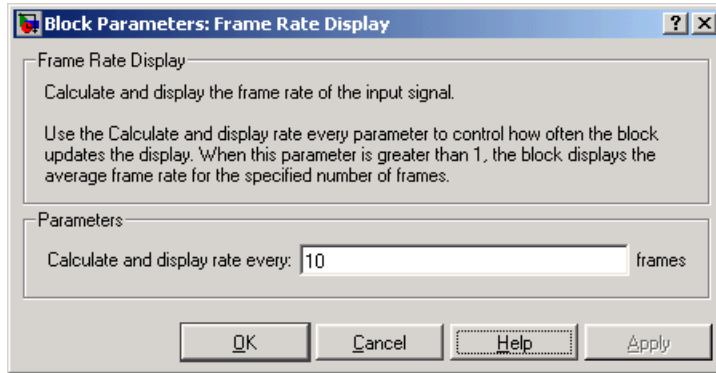 Block Parameters: Frame Rate Display
Frame Rate Display
Calculate and display the frame rate of the input signal.
Use the Calculate and display rate every parameter to control how often the block
updates the display. When this parameter is greater than 1, the block displays the
average frame rate for the specified number of frames.
Parameters
Calculate and display rate every: 10 frames
OK Cancel Help Apply